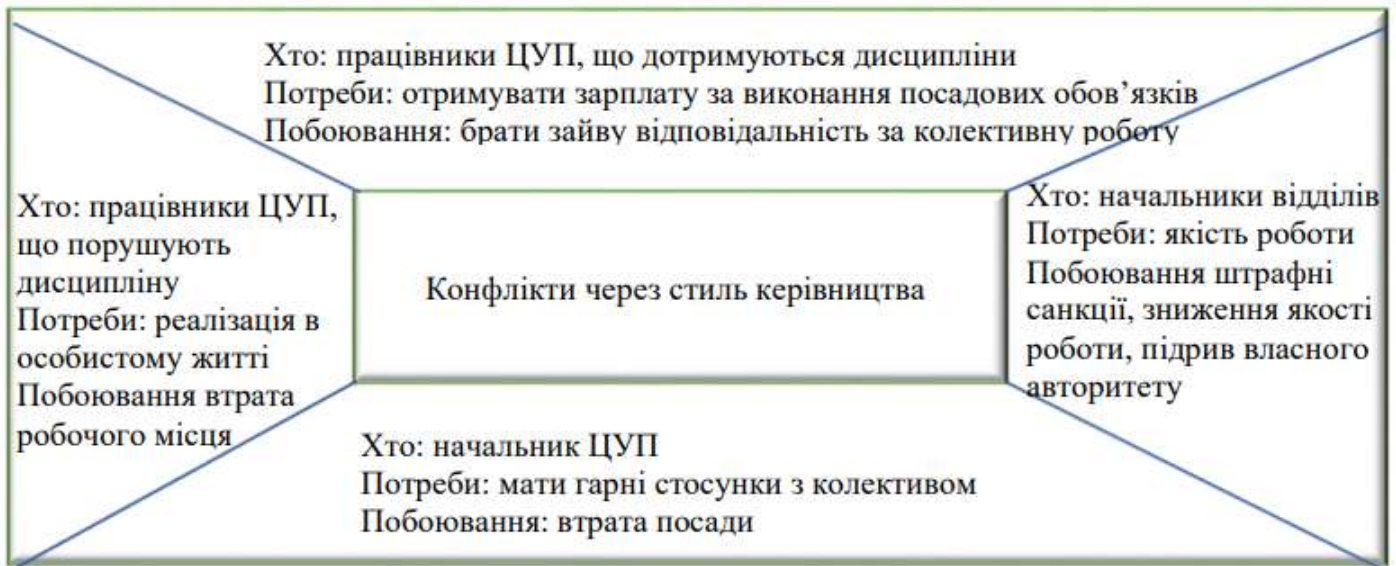 Хто: працівники ЦУП, що дотримуються дисципліни
Потреби: отримувати зарплату за виконання посадових обов’язків
Побоювання: брати зайву відповідальність за колективну роботу
Хто: працівники ЦУП,
що порушують
дисципліну
Потреби: реалізація в
особистому житті
Побоювання втрата
робочого місця
Конфлікти через стиль керівництва
Хто: начальники відділів
Потреби: якість роботи
Побоювання штрафні
санкції, зниження якості
роботи, підрив власного
авторитету
Хто: начальник ЦУП
Потреби: мати гарні стосунки з колективом
Побоювання: втрата посади